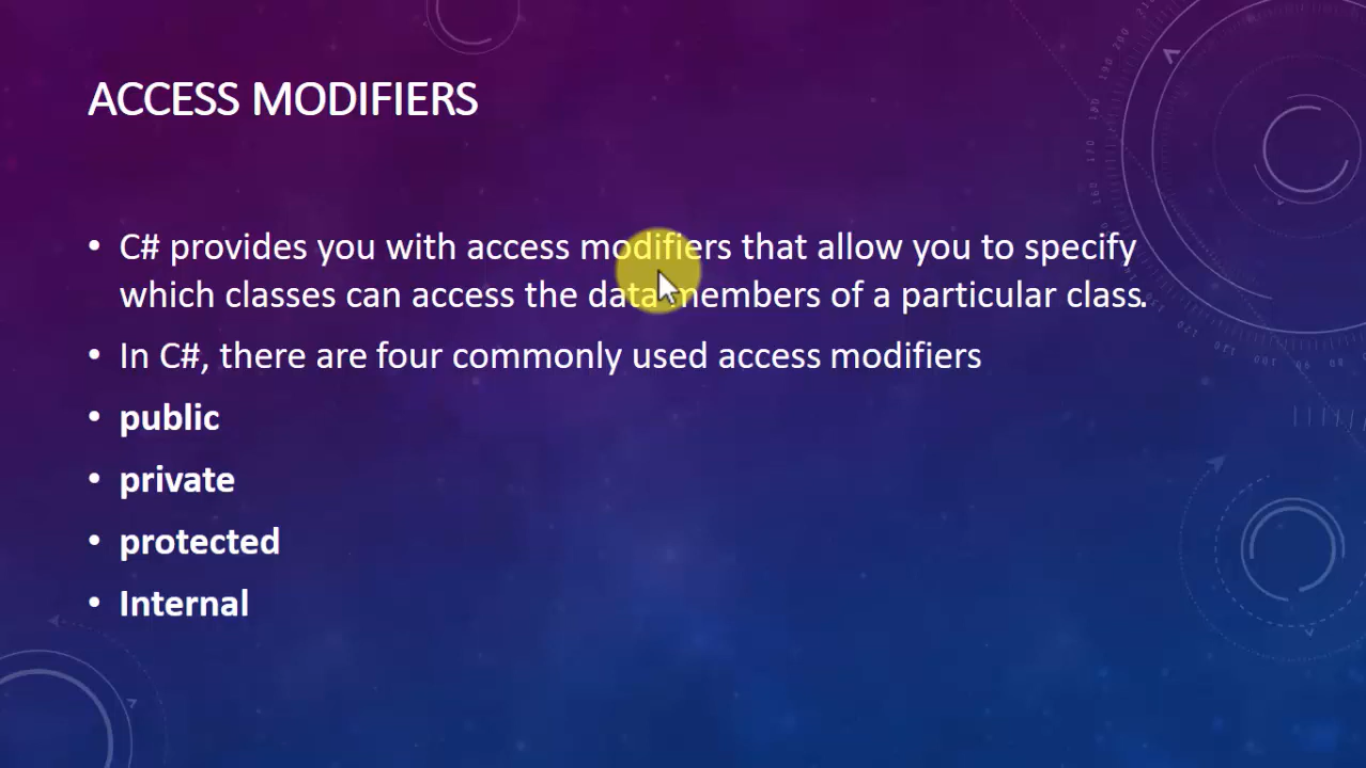 ACCESS MODIFIERS
• C# provides you with access modifiers that allow you to specify
which classes can access the data members of a particular class.
• In C#, there are four commonly used access modifiers
• public
• private
• protected
• Internal